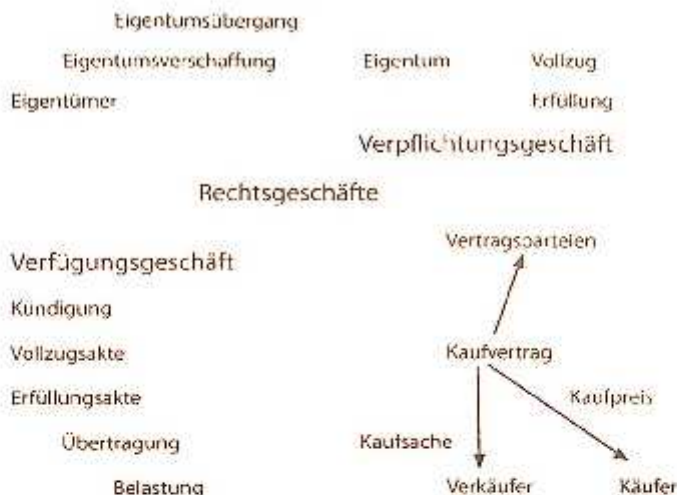 Eigentumsübergang
Eigentumsverschaffung Eigentum Vollzug
Eigentümer Erfüllung
Verpflichtungsgeschäft
Rechtsgeschäfte
Vertragsparteien
Verfügungsgeschäft
Kündigung
Vollzugsakte Kaufvertrag
Erfüllungsakte Kaufpreis
Übertragung Kaufsache
Belastung Verkäufer Käufer